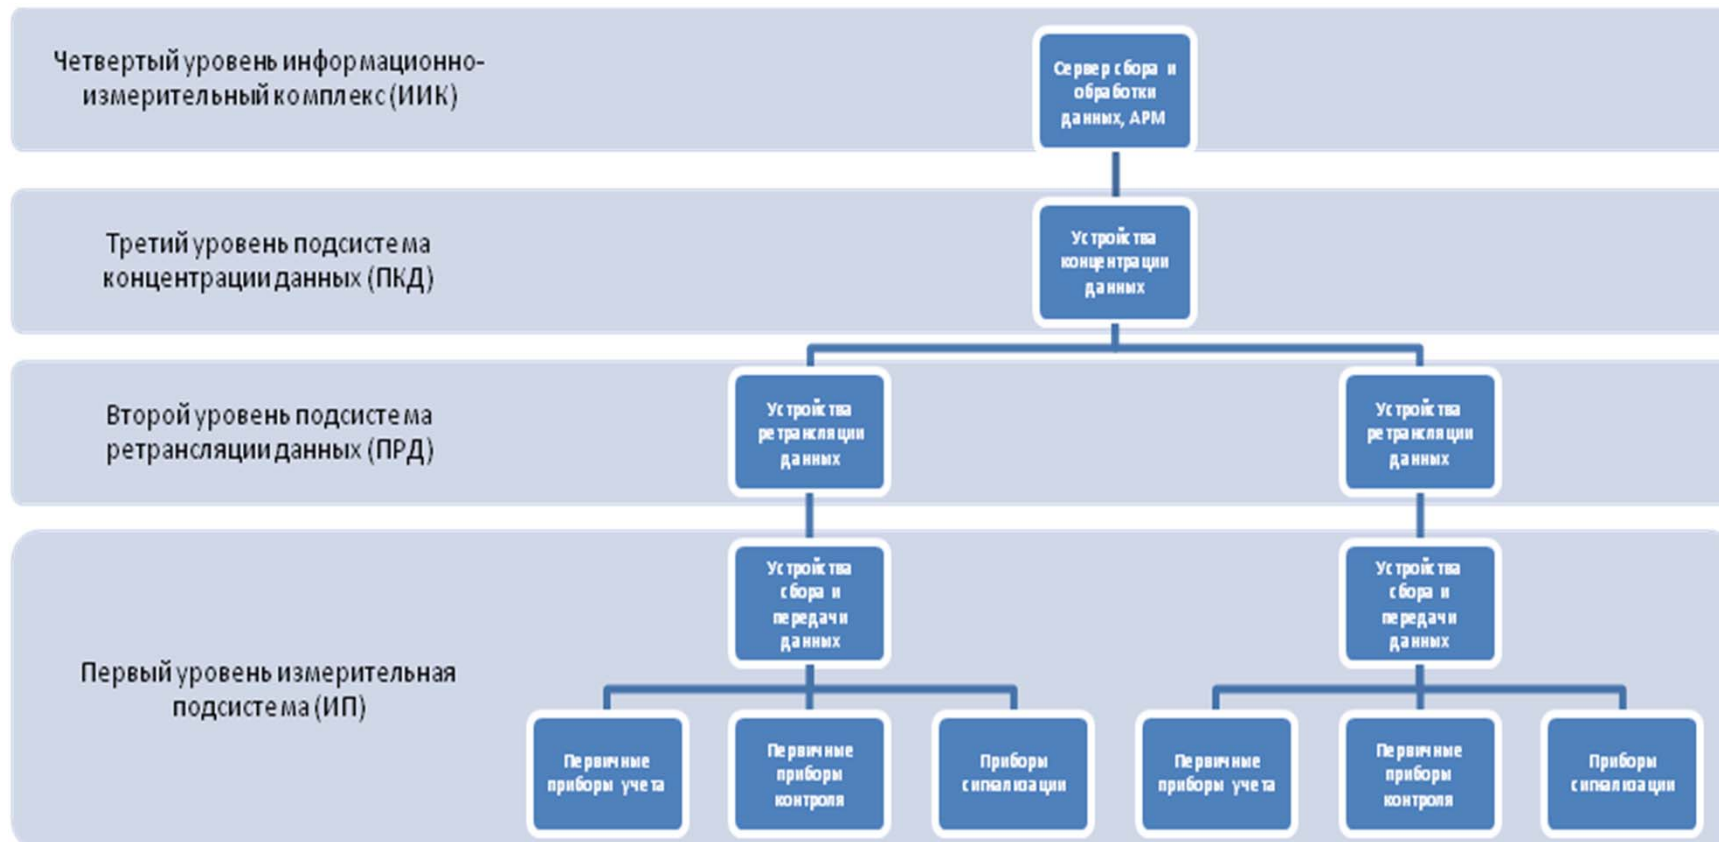 Четвертый уровень информационно-
измерительный комплекс (ИИК)
Сервер сбора и
обработки
данных, АРМ
Третий уровень подсистема
концентрации данных (ПКД)
Устройства
концентрации
данных
Второй уровень подсистема
ретрансляции данных (ПРД)
Устройства
ретрансляции
данных
Устройства
ретрансляции
данных
Первый уровень измерительная
подсистема (ИП)
Устройства
сбора и
передачи
данных
Устройства
сбора и
передачи
данных
Первичные
приборы учета
Первичные
приборы
контроля
Приборы
сигнализации
Первичные
приборы учета
Первичные
приборы
контроля
Приборы
сигнализации